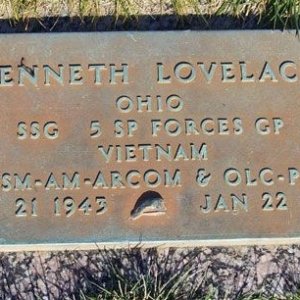 ENNETH LOVELAC
OHIO
SSG 5 SP FORCES GP
VIETNAM
SM-AM-ARCOM & OLC-P
21 1943 JAN 22